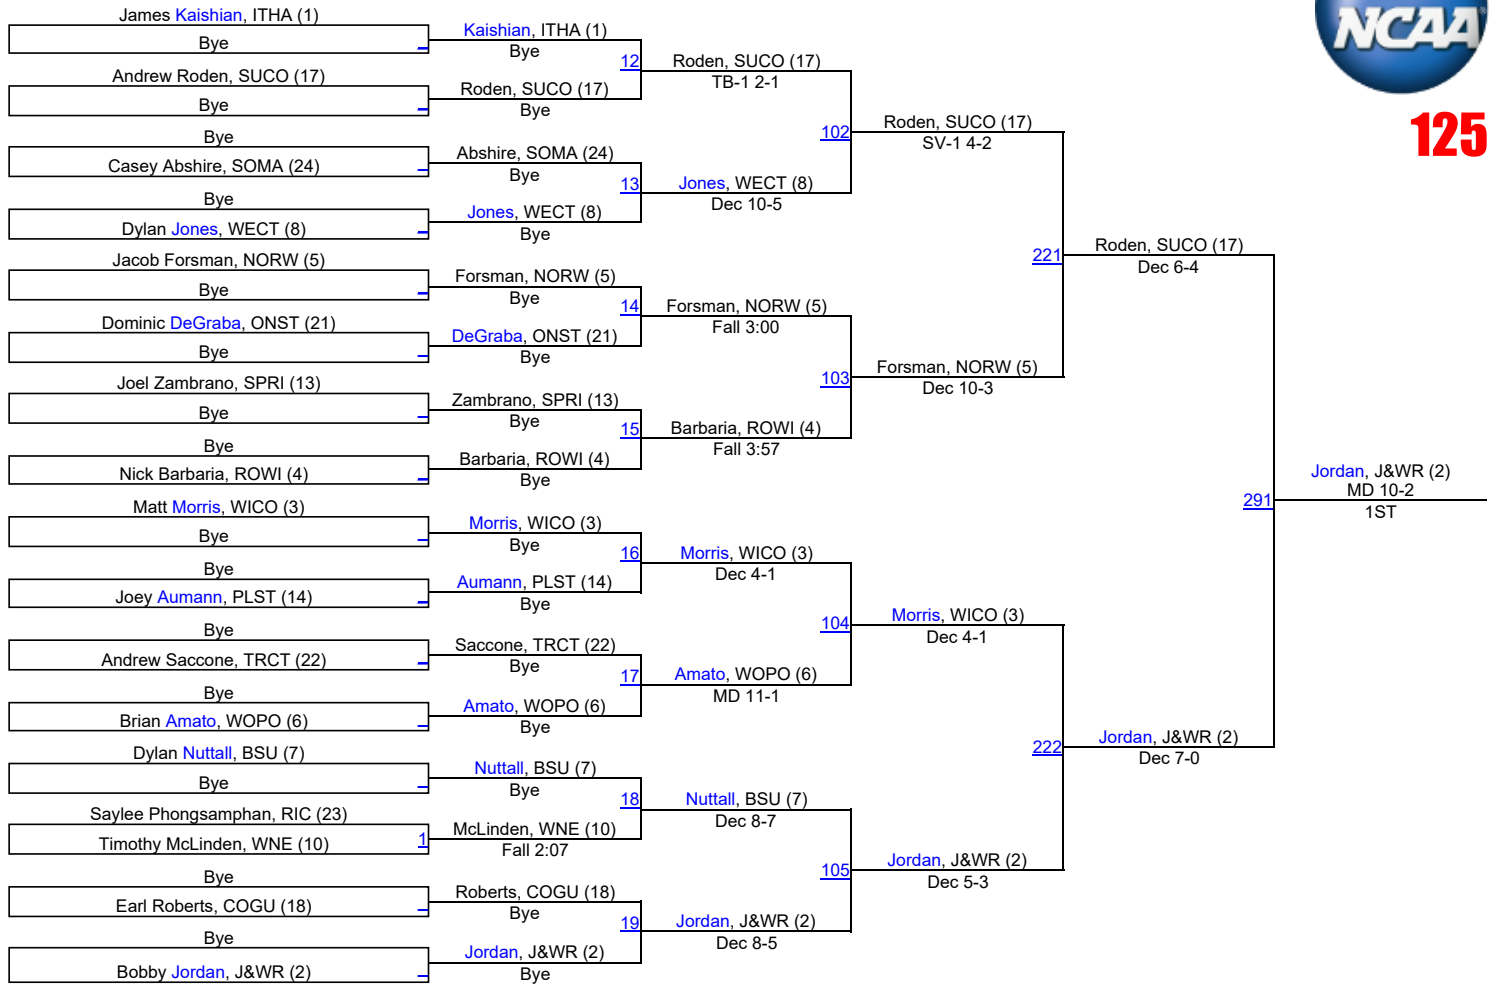 NCAA
125
James Kaishian, ITHA (1)
Bye
Andrew Roden, SUCO (17)
Bye
Bye
Casey Abshire, SOMA (24)
Bye
Dylan Jones, WECT (8)
Jacob Forsman, NORW (5)
Bye
Dominic DeGraba, ONST (21)
Bye
Joel Zambrano, SPRI (13)
Bye
Bye
Nick Barbaria, ROWI (4)
Matt Morris, WICO (3)
Bye
Bye
Joey Aumann, PLST (14)
Bye
Andrew Saccone, TRCT (22)
Bye
Brian Amato, WOPO (6)
Dylan Nuttall, BSU (7)
Bye
Saylee Phongsamphan, RIC (23)
Timothy McLinden, WNE (10)
1
Bye
Earl Roberts, COGU (18)
Bye
Bobby Jordan, J&WR (2)
Kaishian, ITHA (1)
Bye
12
Roden, SUCO (17)
Bye
Abshire, SOMA (24)
Bye
13
Jones, WECT (8)
Bye
Forsman, NORW (5)
Bye
14
DeGraba, ONST (21)
Bye
Zambrano, SPRI (13)
Bye
15
Barbaria, ROWI (4)
Bye
Morris, WICO (3)
Bye
16
Aumann, PLST (14)
Bye
Saccone, TRCT (22)
Bye
17
Amato, WOPO (6)
Bye
Nuttall, BSU (7)
Bye
18
McLinden, WNE (10)
Fall 2:07
Roberts, COGU (18)
Bye
19
Jordan, J&WR (2)
Bye
Roden, SUCO (17)
TB-1 2-1
102
Jones, WECT (8)
Dec 10-5
Forsman, NORW (5)
Fall 3:00
103
Barbaria, ROWI (4)
Fall 3:57
Morris, WICO (3)
Dec 4-1
104
Amato, WOPO (6)
MD 11-1
Nuttall, BSU (7)
Dec 8-7
105
Jordan, J&WR (2)
Dec 8-5
Roden, SUCO (17)
SV-1 4-2
221
Forsman, NORW (5)
Dec 10-3
Morris, WICO (3)
Dec 4-1
222
Jordan, J&WR (2)
Dec 5-3
Roden, SUCO (17)
Dec 6-4
291
Jordan, J&WR (2)
Dec 7-0
Jordan, J&WR (2)
MD 10-2
1ST